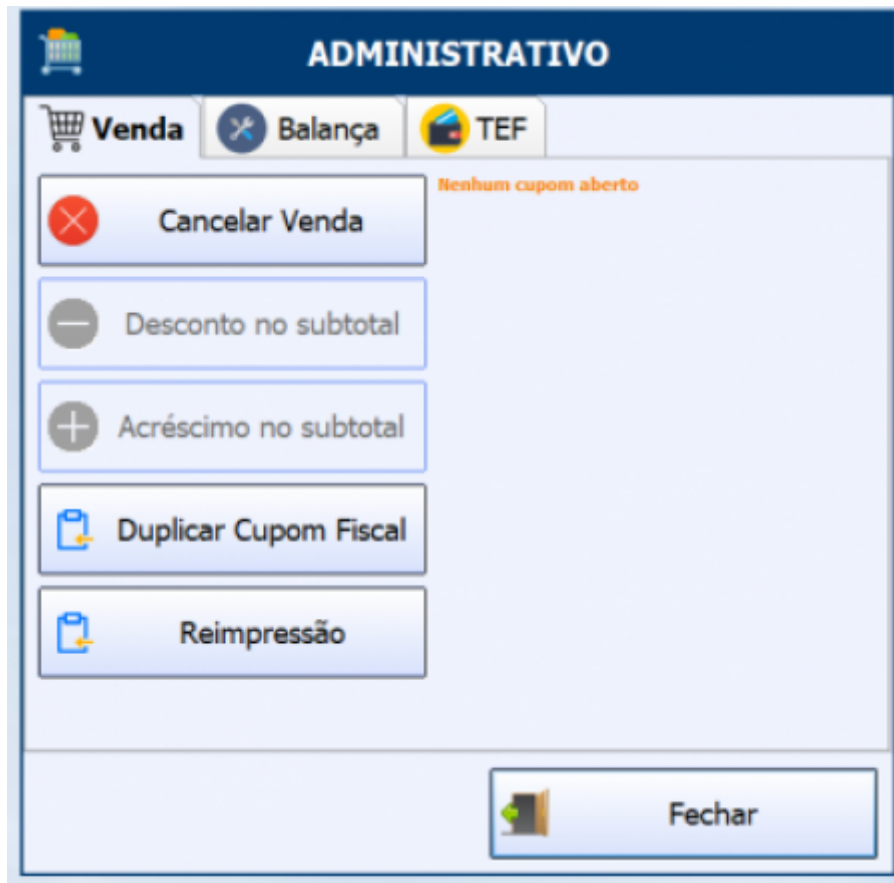 ADMINISTRATIVO
Venda
Balança
TEF
Nenhum cupom aberto
Cancelar Venda
Desconto no subtotal
Acréscimo no subtotal
Duplicar Cupom Fiscal
Reimpressão
Fechar